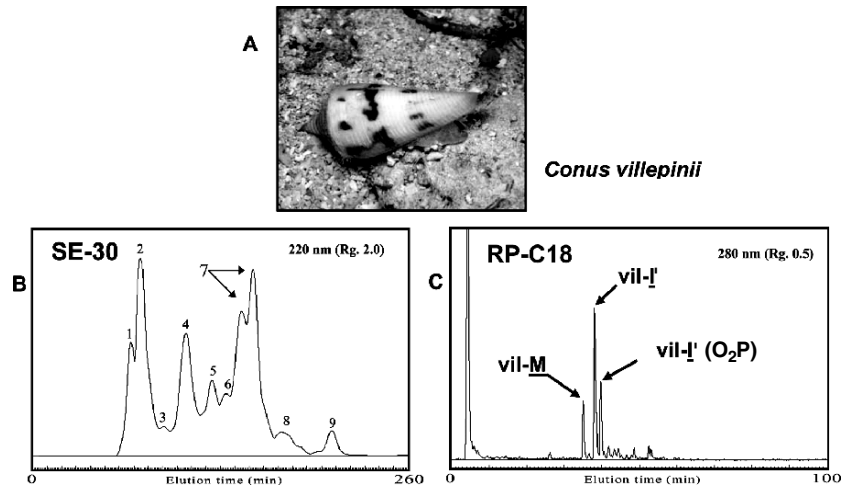 A
Conus villepinii
B
SE-30
220 nm (Rg. 2.0)
1
2
3
4
5
6
7
8
9
0
Elution time (min)
260
C
RP-C18
280 nm (Rg. 0.5)
vil-M
vil-I'
vil-I' (O₂P)
0
Elution time (min)
100